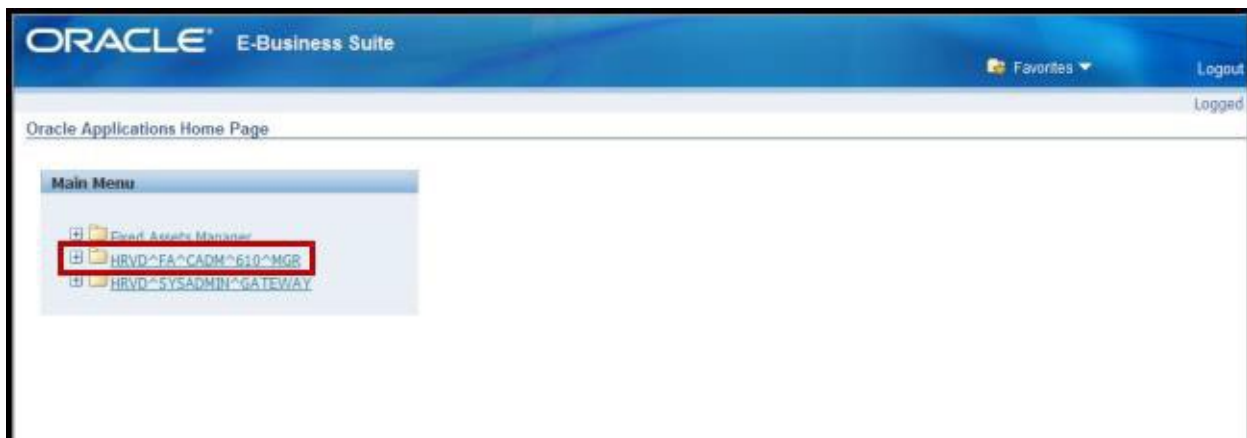 ORACLE® E-Business Suite
Favorites Logout
Logged
Oracle Applications Home Page
Main Menu
Fixed Assets Manager
HRVD^FA^CADM^610^MGR
HRVD^SYSADMIN^GATEWAY